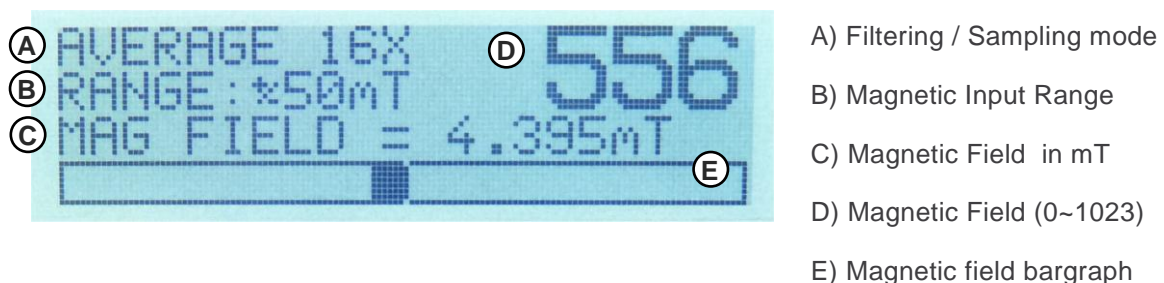 A AVERAGE 16X D 556
B RANGE:±50mT
C MAG FIELD = 4.395mT
E
A) Filtering / Sampling mode
B) Magnetic Input Range
C) Magnetic Field in mT
D) Magnetic Field (0~1023)
E) Magnetic field bargraph